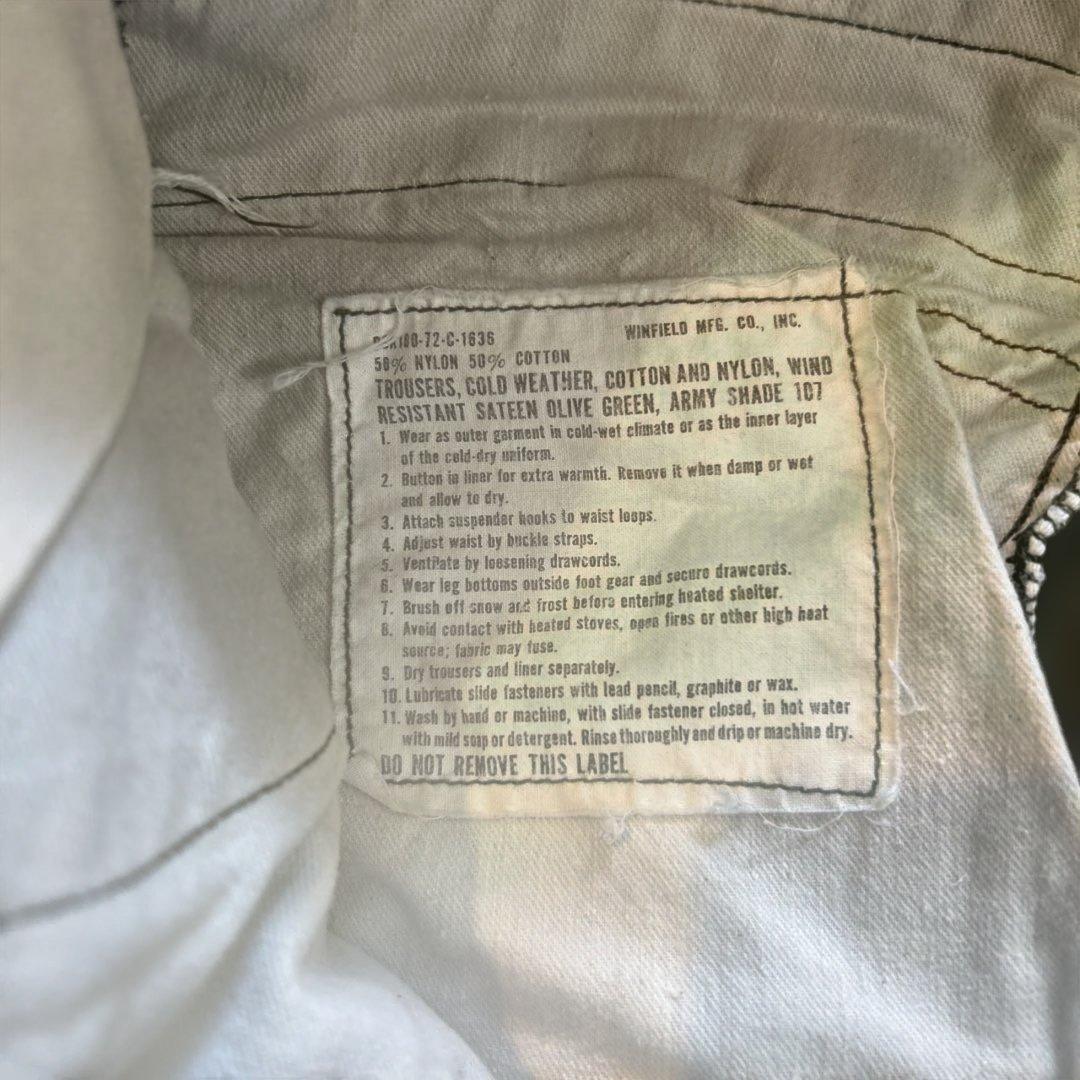 100-72-C-1636
WINFIELD MFG. CO., INC.
50% NYLON 50% COTTON
TROUSERS, COLD WEATHER, COTTON AND NYLON, WIND
RESISTANT SATEEN OLIVE GREEN, ARMY SHADE 107
1. Wear as outer garment in cold-wet climate or as the inner layer
of the cold-dry uniform.
2. Button in liner for extra warmth. Remove it when damp or wet
and allow to dry.
3. Attach suspender hooks to waist loops.
4. Adjust waist by buckle straps.
5. Ventilate by loosening drawcords.
6. Wear leg bottoms outside foot gear and secure drawcords.
7. Brush off snow and frost before entering heated shelter.
8. Avoid contact with heated stoves, open fires or other high heat
source; fabric may fuse.
9. Dry trousers and liner separately.
10. Lubricate slide fasteners with lead pencil, graphite or wax.
11. Wash by hand or machine, with slide fastener closed, in hot water
with mild soap or detergent. Rinse thoroughly and drip or machine dry.
DO NOT REMOVE THIS LABEL